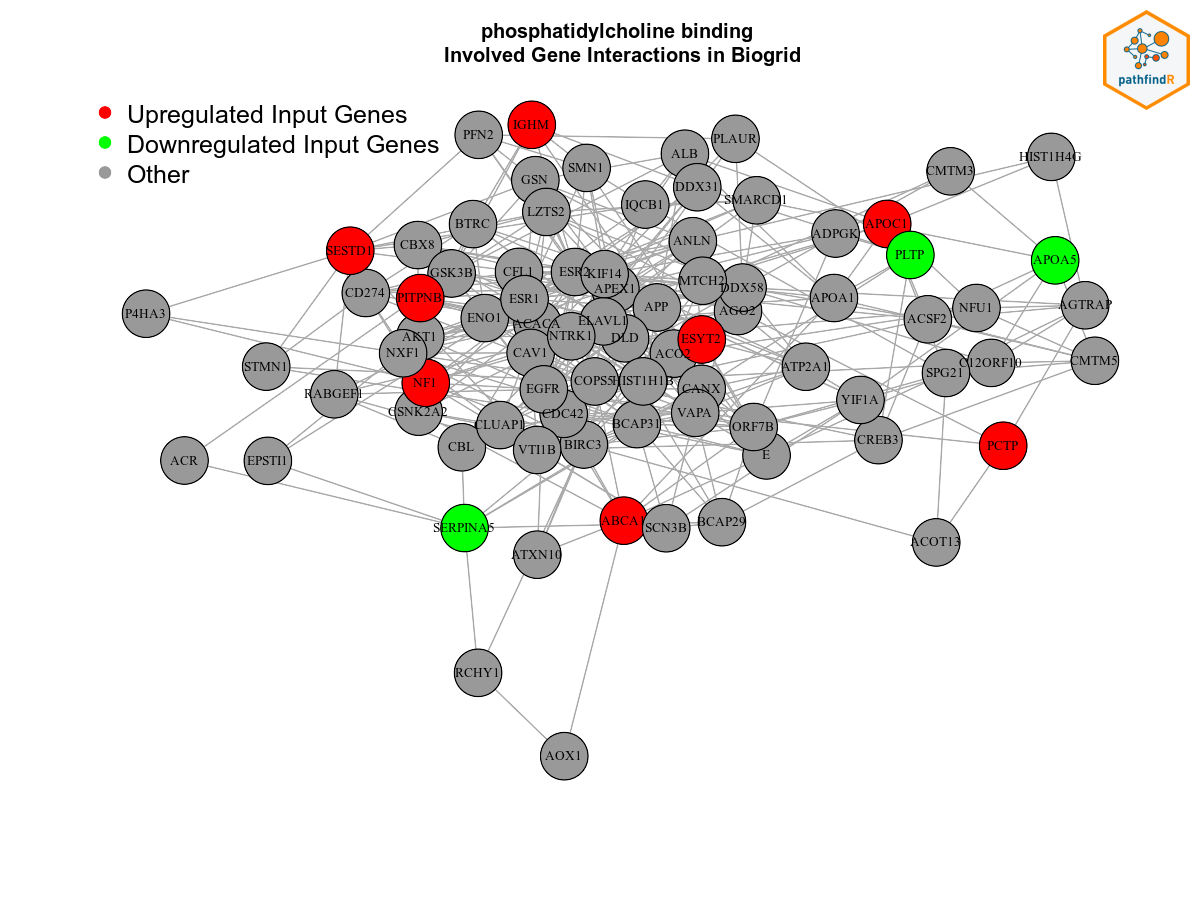 phosphatidylcholine binding
Involved Gene Interactions in Biogrid
pathfindR
Upregulated Input Genes
Downregulated Input Genes
Other
IGHM
PFN2
PLAUR
ALB
HIST1H4G
SMN1
CMTM3
GSN
DDX31
SMARCD1
IQCB1
LZTS2
BTRC
APOC1
ADPGK
ANLN
CBX8
SESTD1
PLTP
APOA5
GSK3B
CFL1
ESR2
KIF14
MTCH2
APEX1
DDX58
CD274
PITPNB
ESR1
APOA1
AGTRAP
APP
NFU1
AGO2
P4HA3
ENO1
ACACA
ELAVL1
ACSF2
AKT1
NTRK1
DLD
ESYT2
NXF1
CAV1
ACO2
STMN1
ATP2A1
C12ORF10
CMTM5
SPG21
NF1
COPS5
HIST1H1B
EGFR
CANX
RABGEF1
YIF1A
CSNK2A2
CDC42
VAPA
CLUAP1
BCAP31
ORF7B
CREB3
CBL
VTI1B
BIRC3
PCTP
E
ACR
EPSTI1
SERPINA5
ABCA1
SCN3B
BCAP29
ACOT13
ATXN10
RCHY1
AOX1